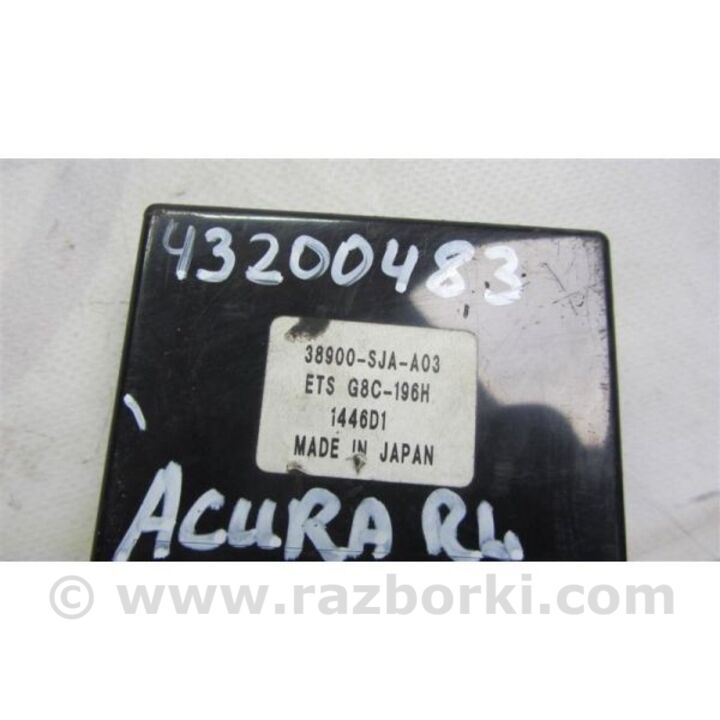 43200483
38900-SJA-A03
ETS G8C-196H
1446D1
MADE IN JAPAN
ACURA RL
© www.razborki.com